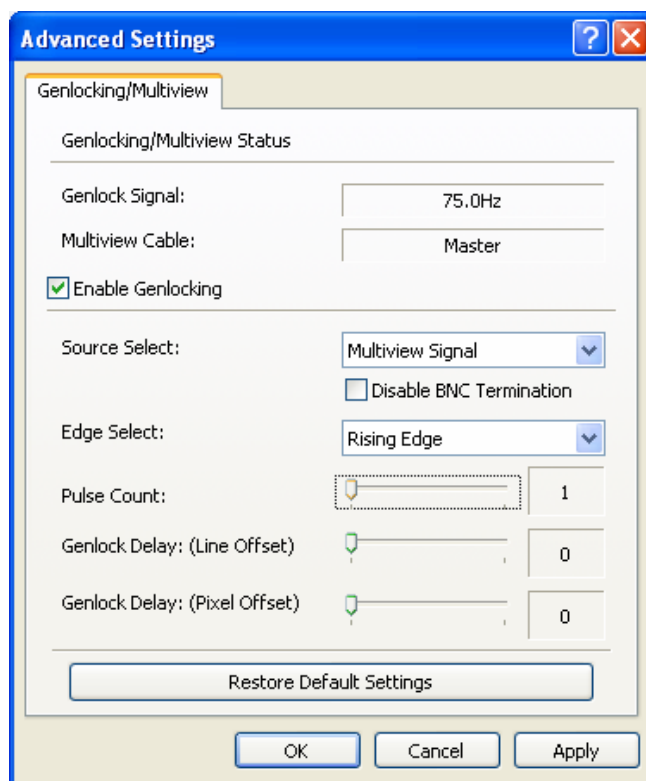 Advanced Settings
Genlocking/Multiview
Genlocking/Multiview Status
Genlock Signal: 75.0Hz
Multiview Cable: Master
Enable Genlocking
Source Select: Multiview Signal
Disable BNC Termination
Edge Select: Rising Edge
Pulse Count: 1
Genlock Delay: (Line Offset) 0
Genlock Delay: (Pixel Offset) 0
Restore Default Settings
OK Cancel Apply